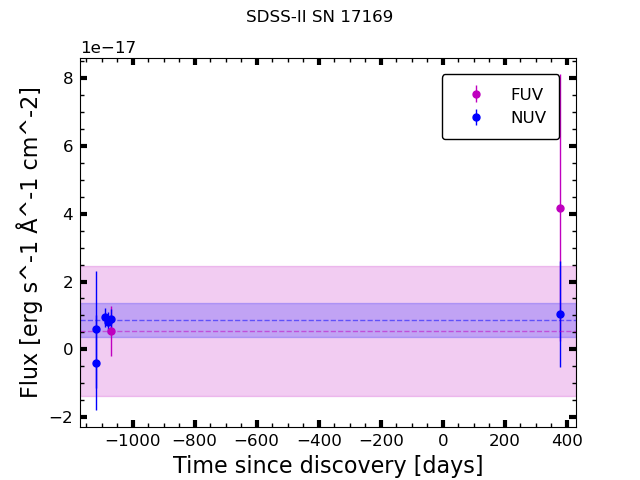 SDSS-II SN 17169
1e−17
8
6
4
2
0
−2
Flux [erg s^-1 Å^-1 cm^-2]
FUV
NUV
−1000 −800 −600 −400 −200 0 200 400
Time since discovery [days]